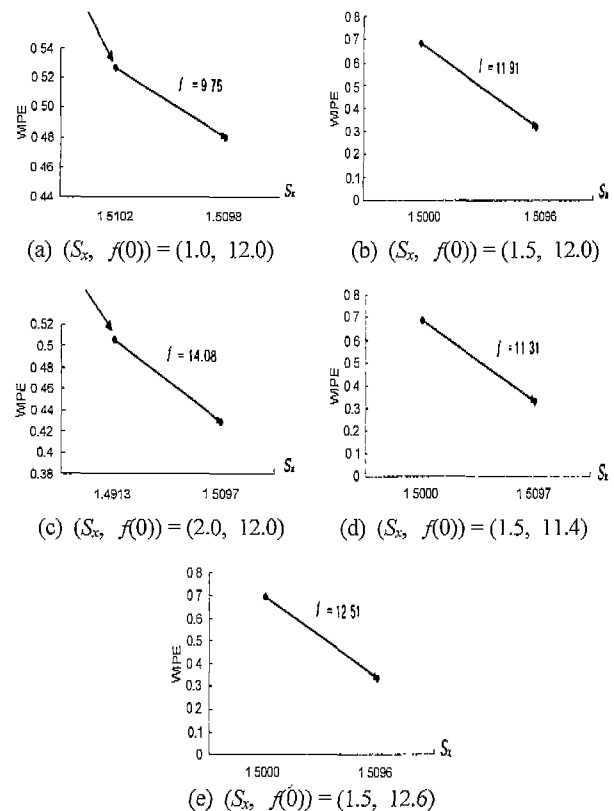 0.54
0.52
0.50
0.48
0.46
0.44
WIPE
f = 9.75
Sx
1 5102
1.5098
(a) (Sx, f(0)) = (1.0, 12.0)
0.8
0.7
0.6
0.5
0.4
0.3
0.2
0.1
0
WIPE
f = 11 91
Sx
1.5000
1.5096
(b) (Sx, f(0)) = (1.5, 12.0)
0.52
0.5
0.48
0.46
0.44
0.42
0.4
0.38
WIPE
f = 14.08
Sx
1.4913
1.5097
(c) (Sx, f(0)) = (2.0, 12.0)
0.8
0.7
0.6
0.5
0.4
0.3
0.2
0.1
0
WIPE
f = 11.31
Sx
1 5000
1 5097
(d) (Sx, f(0)) = (1.5, 11.4)
0.8
0.7
0.6
0.5
0.4
0.3
0.2
0.1
0
WIPE
f = 12 51
Sx
1 5000
1 5096
(e) (Sx, f(0)) = (1.5, 12.6)